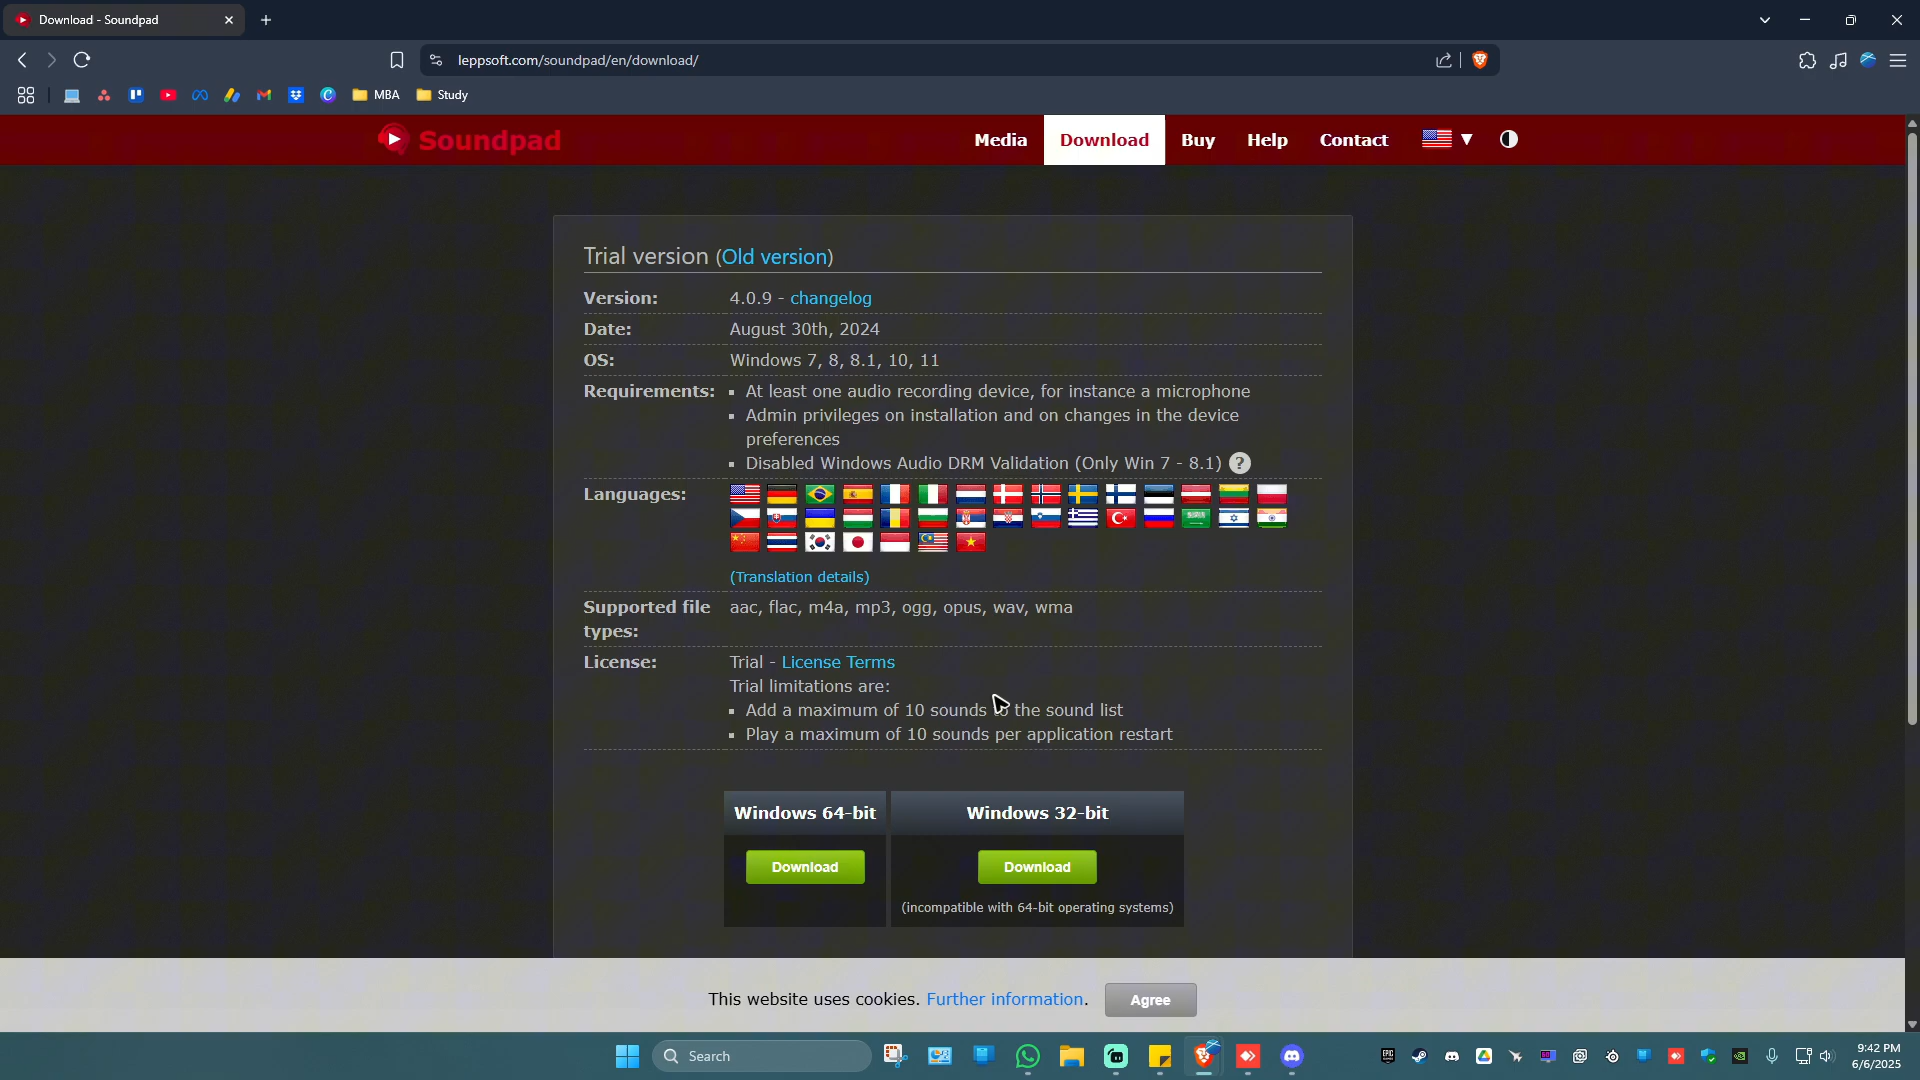 Download - Soundpad
leppsoft.com/soundpad/en/download/
MBA
Study
Soundpad
Media
Download
Buy
Help
Contact
Trial version (Old version)
Version: 4.0.9 - changelog
Date: August 30th, 2024
OS: Windows 7, 8, 8.1, 10, 11
Requirements: ▪ At least one audio recording device, for instance a microphone
▪ Admin privileges on installation and on changes in the device
preferences
▪ Disabled Windows Audio DRM Validation (Only Win 7 - 8.1) ?
Languages:
(Translation details)
Supported file aac, flac, m4a, mp3, ogg, opus, wav, wma
types:
License: Trial - License Terms
Trial limitations are:
▪ Add a maximum of 10 sounds to the sound list
▪ Play a maximum of 10 sounds per application restart
Windows 64-bit
Windows 32-bit
Download
Download
(incompatible with 64-bit operating systems)
This website uses cookies. Further information.
Agree
Search
9:42 PM
6/6/2025